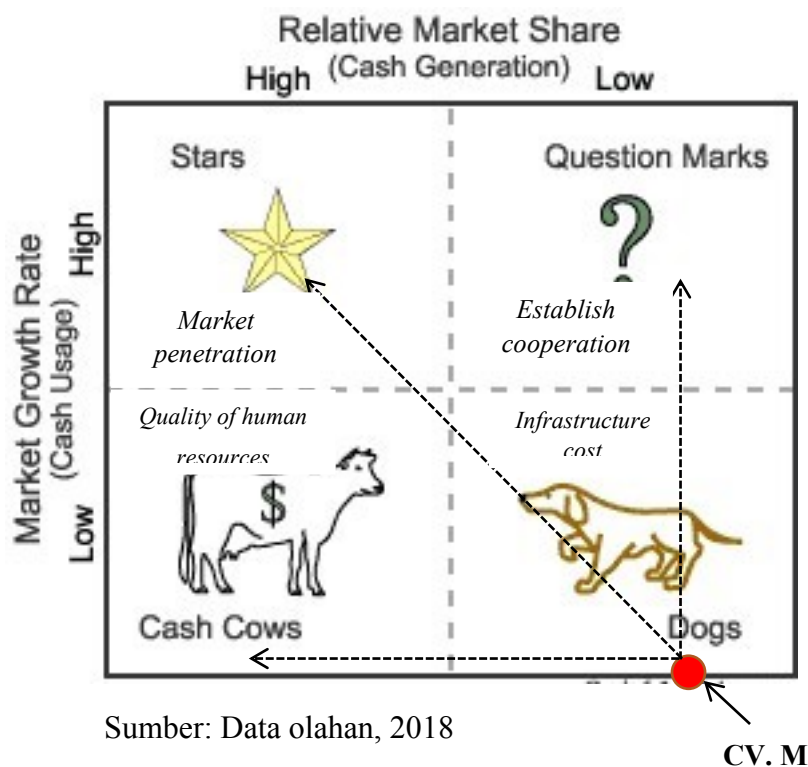 Relative Market Share
(Cash Generation)
High
Low
Stars
Question Marks
?
Market Growth Rate
(Cash Usage)
High
Low
Market
penetration
Establish
cooperation
Quality of human
resources
Infrastructure
cost
$
Cash Cows
Dogs
Sumber: Data olahan, 2018
CV. M